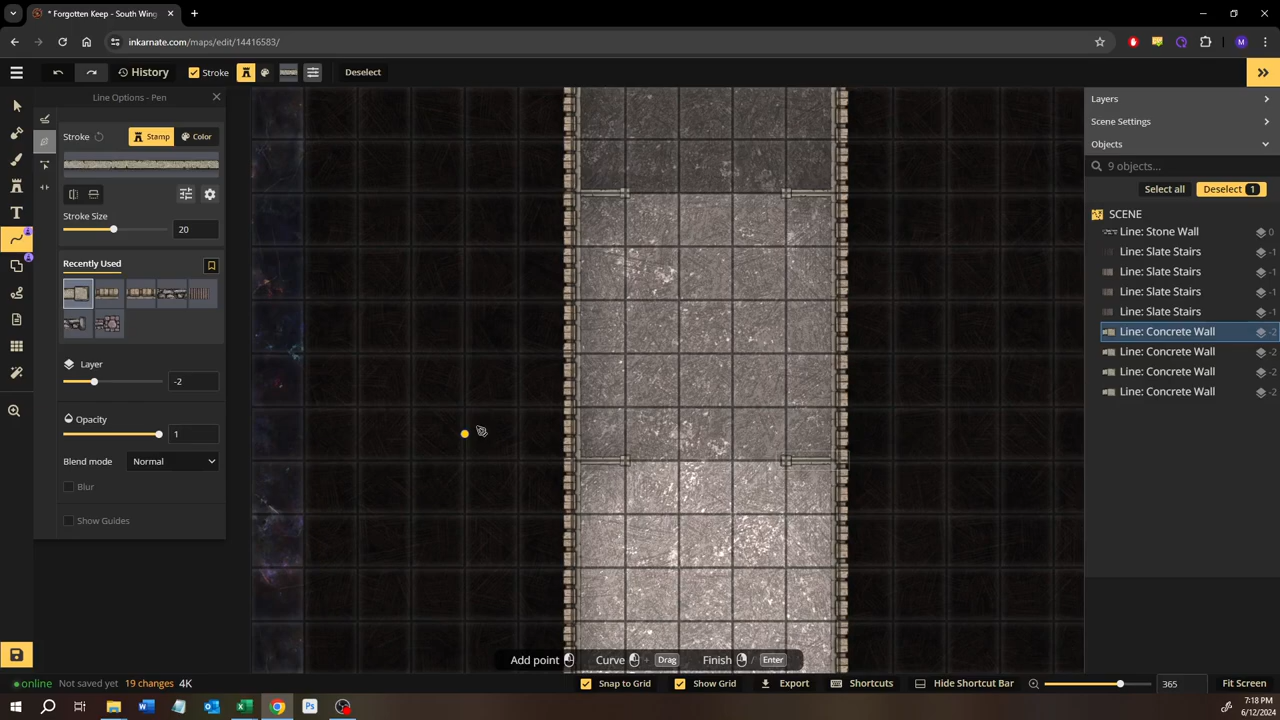 * Forgotten Keep - South Wing
inkarnate.com/maps/edit/14416583/
M
History
Stroke
Deselect
Line Options - Pen
Stroke
Stamp
Color
Stroke Size
20
Recently Used
Layer
-2
Opacity
1
Blend mode
Normal
Blur
Show Guides
Layers
Scene Settings
Objects
9 objects...
Select all
Deselect 1
SCENE
Line: Stone Wall 0
Line: Slate Stairs
Line: Slate Stairs
Line: Slate Stairs -1
Line: Slate Stairs
Line: Concrete Wall -2
Line: Concrete Wall
Line: Concrete Wall
Line: Concrete Wall -2
Add point
Curve + Drag
Finish / Enter
online
Not saved yet
19 changes
4K
Snap to Grid
Show Grid
Export
Shortcuts
Hide Shortcut Bar
365
Fit Screen
7:18 PM
6/12/2024